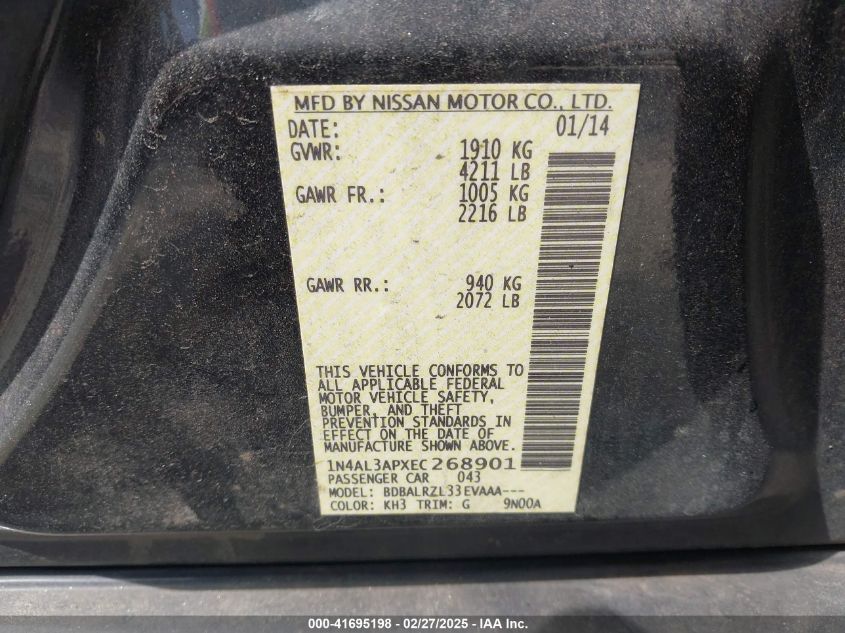 MFD BY NISSAN MOTOR CO., LTD.
DATE: 01/14
GVWR: 1910 KG
4211 LB
GAWR FR.: 1005 KG
2216 LB
GAWR RR.: 940 KG
2072 LB
THIS VEHICLE CONFORMS TO
ALL APPLICABLE FEDERAL
MOTOR VEHICLE SAFETY,
BUMPER, AND THEFT
PREVENTION STANDARDS IN
EFFECT ON THE DATE OF
MANUFACTURE SHOWN ABOVE.
1N4AL3APXEC268901
PASSENGER CAR 043
MODEL: BDBALRZL33EVAAA---
COLOR: KH3 TRIM: G 9N00A
000-41695198 - 02/27/2025 - IAA Holdings, LLC.